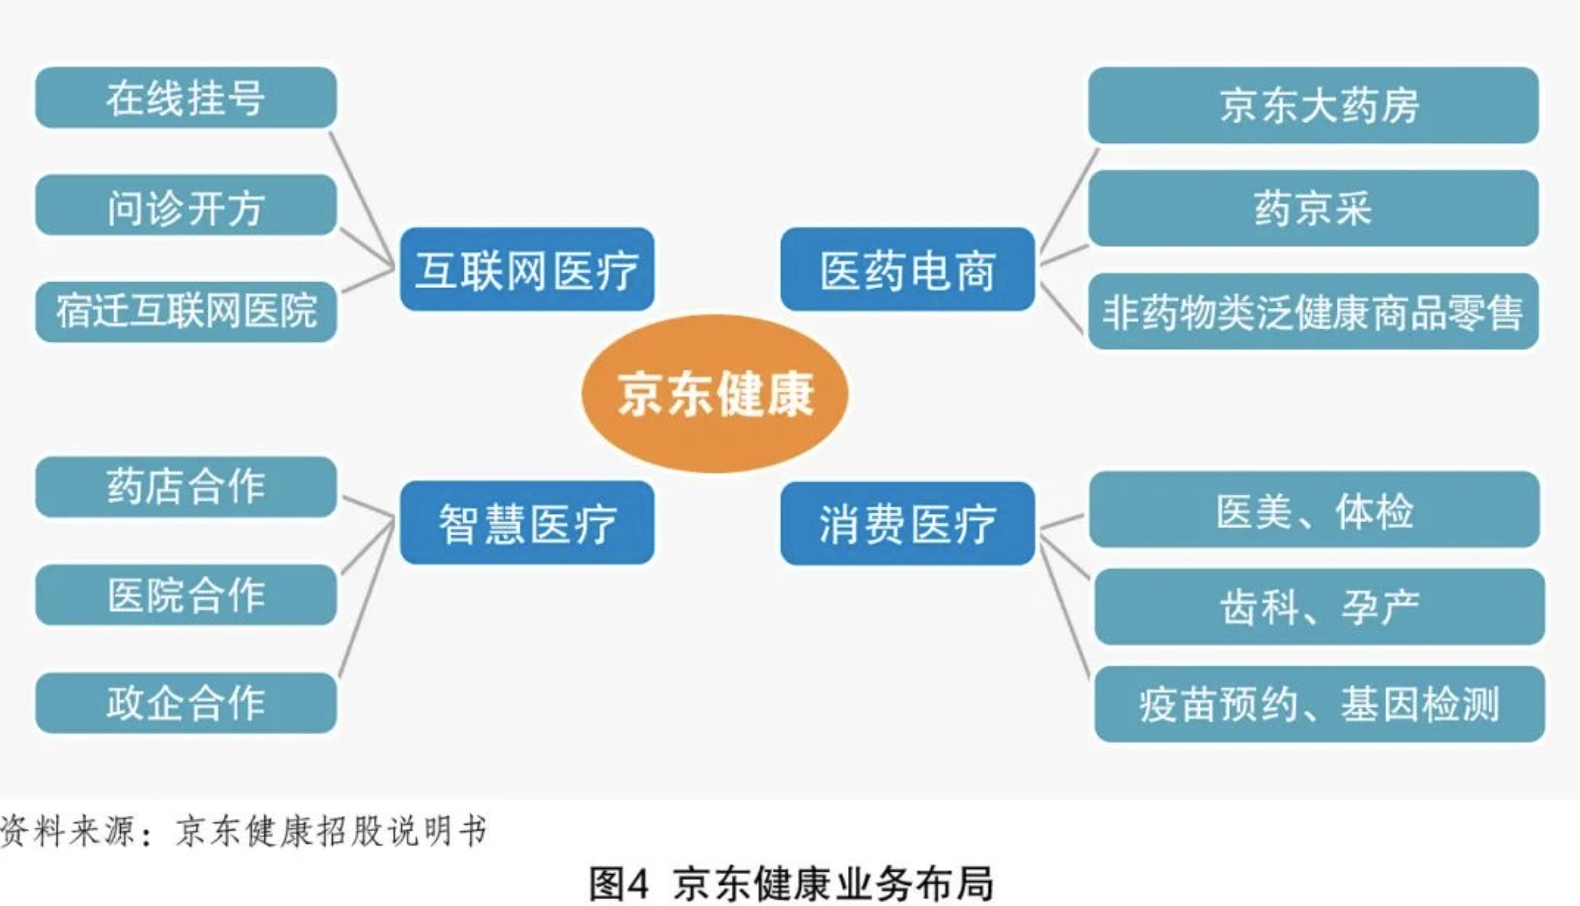 在线挂号
问诊开方
宿迁互联网医院
互联网医疗
医药电商
京东大药房
药京采
非药物类泛健康商品零售
京东健康
药店合作
医院合作
政企合作
智慧医疗
消费医疗
医美、体检
齿科、孕产
疫苗预约、基因检测
资料来源：京东健康招股说明书
图4 京东健康业务布局